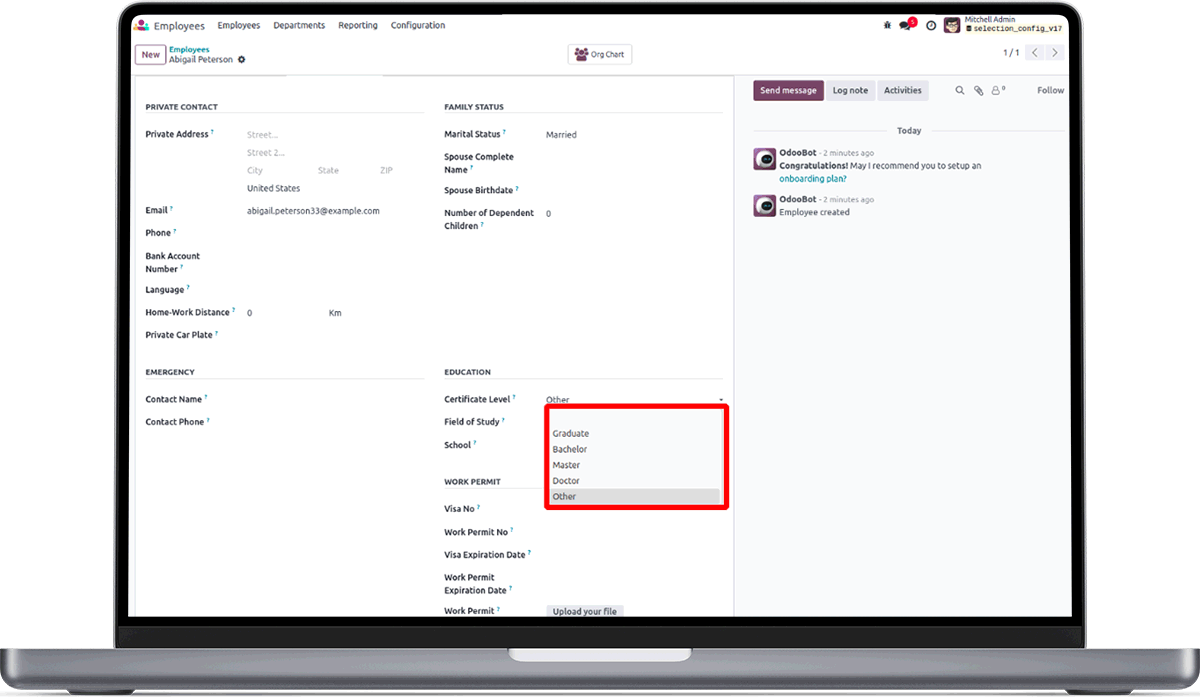 Employees Employees Departments Reporting Configuration
5
Mitchell Admin
selection_config_v17
New
Employees
Abigail Peterson
Org Chart
1 / 1
PRIVATE CONTACT
Private Address ?
Street...
Street 2...
City State ZIP
United States
Email ? abigail.peterson33@example.com
Phone ?
Bank Account
Number ?
Language ?
Home-Work Distance ? 0 Km
Private Car Plate ?
FAMILY STATUS
Marital Status ? Married
Spouse Complete
Name ?
Spouse Birthdate ?
Number of Dependent 0
Children ?
EMERGENCY
Contact Name ?
Contact Phone ?
EDUCATION
Certificate Level ? Other
Field of Study ?
School ?
Graduate
Bachelor
Master
Doctor
Other
WORK PERMIT
Visa No ?
Work Permit No ?
Visa Expiration Date ?
Work Permit
Expiration Date ?
Work Permit ? Upload your file
Send message Log note Activities 0 Follow
Today
OdooBot - 2 minutes ago
Congratulations! May I recommend you to setup an
onboarding plan?
OdooBot - 2 minutes ago
Employee created